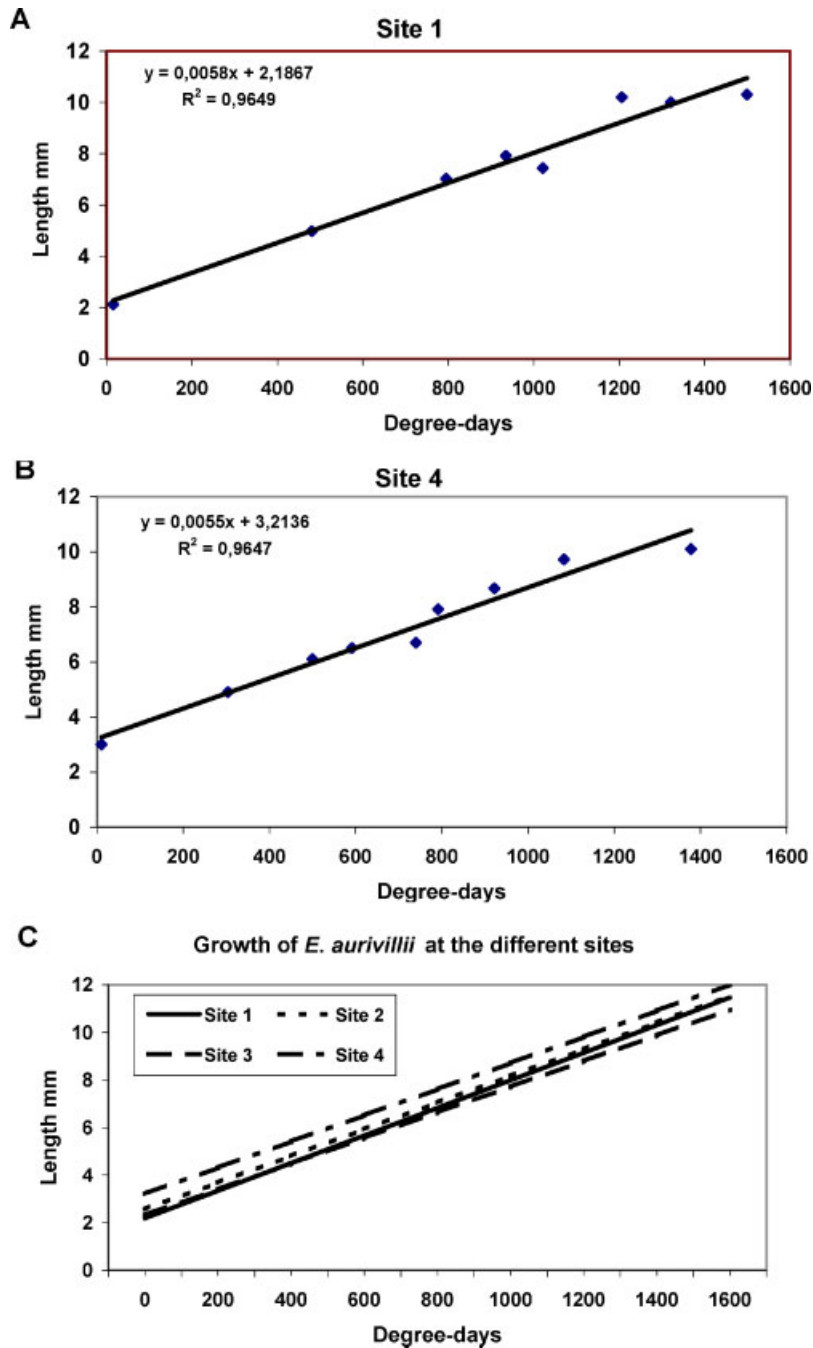 A
Site 1
y = 0,0058x + 2,1867
R² = 0,9649
12
10
8
6
4
2
0
Length mm
0 200 400 600 800 1000 1200 1400 1600
Degree-days
B
Site 4
y = 0,0055x + 3,2136
R² = 0,9647
12
10
8
6
4
2
0
Length mm
0 200 400 600 800 1000 1200 1400 1600
Degree-days
C
Growth of E. aurivillii at the different sites
Site 1 Site 2
Site 3 Site 4
12
10
8
6
4
2
0
Length mm
0 200 400 600 800 1000 1200 1400 1600
Degree-days